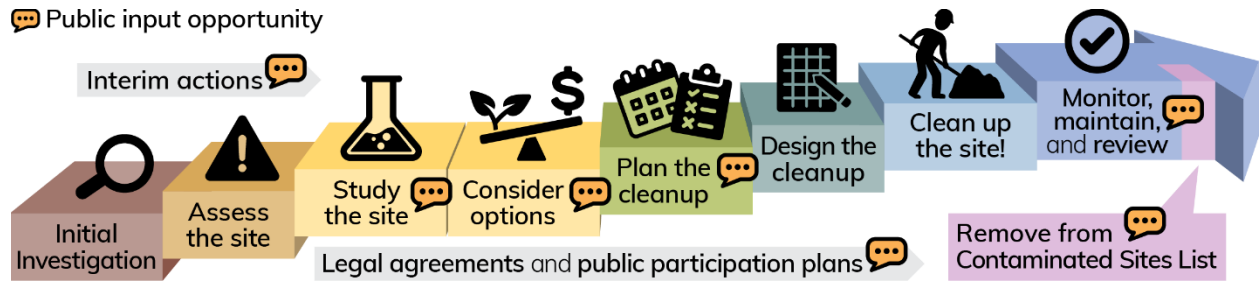 Public input opportunity
Interim actions
Initial
Investigation
Assess
the site
Study
the site
Consider
options
Plan the
cleanup
Design the
cleanup
Clean up
the site!
Monitor,
maintain,
and review
Legal agreements and public participation plans
Remove from
Contaminated Sites List